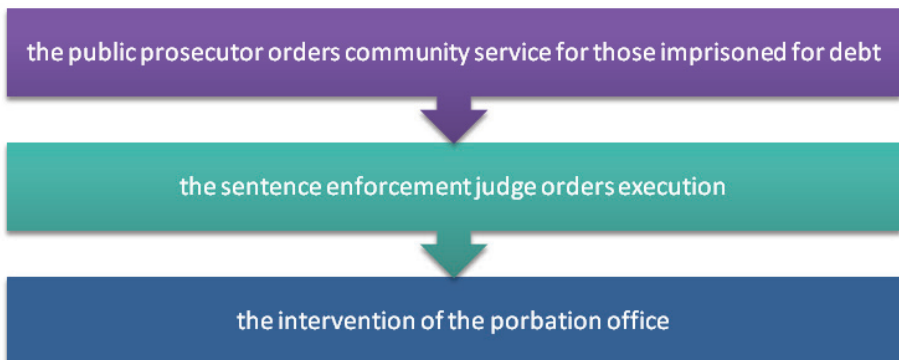 the public prosecutor orders community service for those imprisoned for debt
the sentence enforcement judge orders execution
the intervention of the porbation office